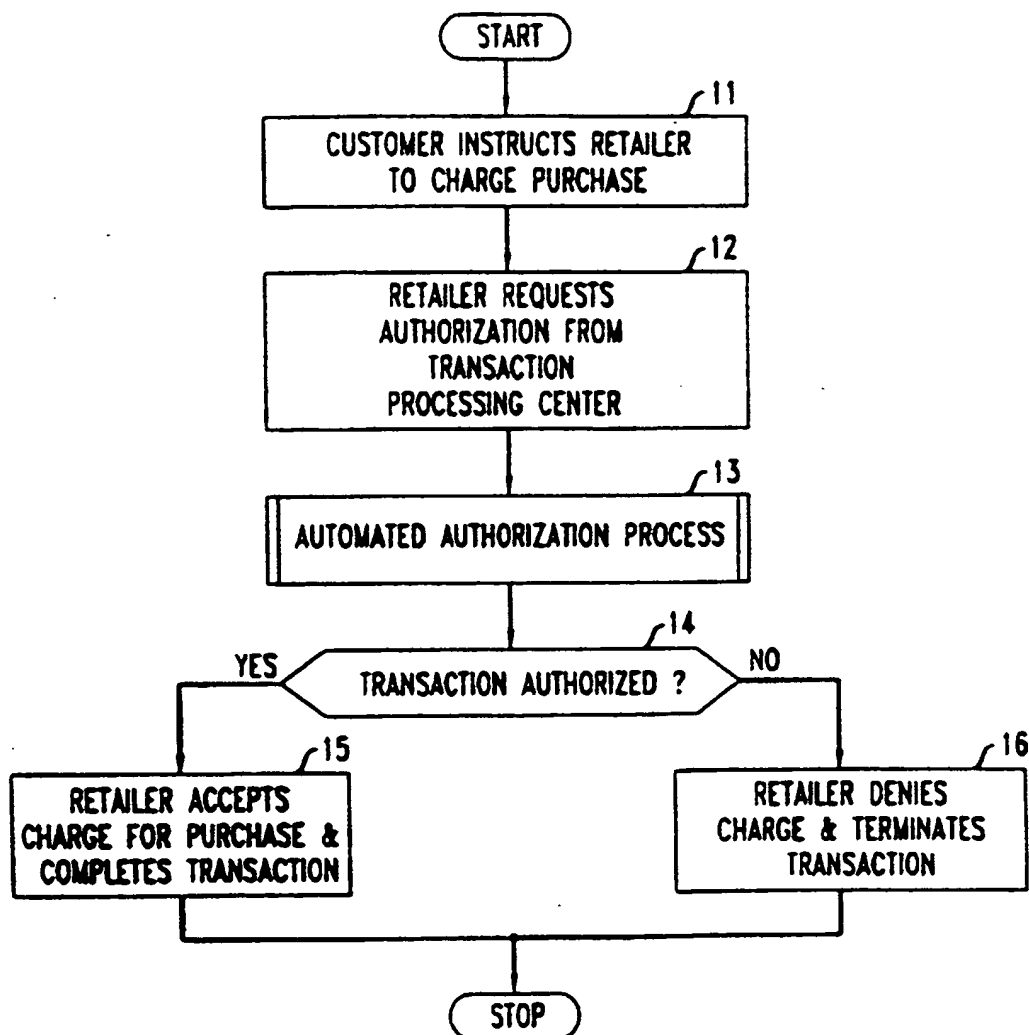 START
11
CUSTOMER INSTRUCTS RETAILER
TO CHARGE PURCHASE
12
RETAILER REQUESTS
AUTHORIZATION FROM
TRANSACTION
PROCESSING CENTER
13
AUTOMATED AUTHORIZATION PROCESS
14
YES
TRANSACTION AUTHORIZED ?
NO
15
RETAILER ACCEPTS
CHARGE FOR PURCHASE &
COMPLETES TRANSACTION
16
RETAILER DENIES
CHARGE & TERMINATES
TRANSACTION
STOP